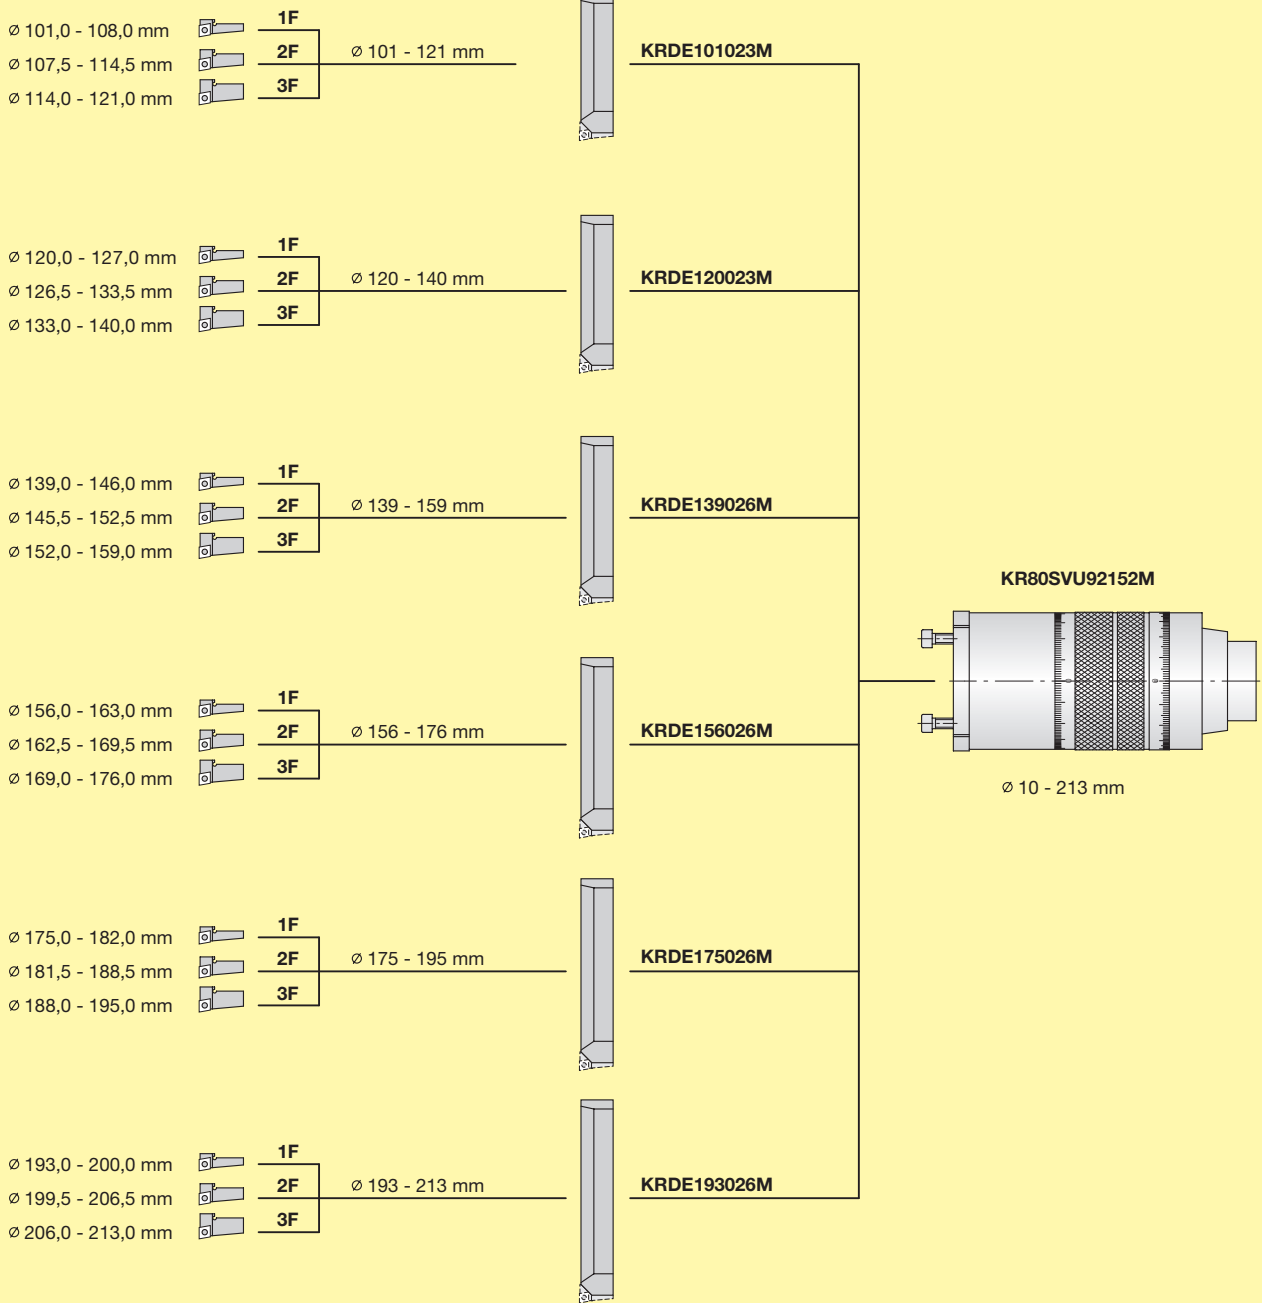 1F
⌀ 101,0 - 108,0 mm
2F
⌀ 101 - 121 mm
KRDE101023M
⌀ 107,5 - 114,5 mm
3F
⌀ 114,0 - 121,0 mm
1F
⌀ 120,0 - 127,0 mm
2F
⌀ 120 - 140 mm
KRDE120023M
⌀ 126,5 - 133,5 mm
3F
⌀ 133,0 - 140,0 mm
1F
⌀ 139,0 - 146,0 mm
2F
⌀ 139 - 159 mm
KRDE139026M
⌀ 145,5 - 152,5 mm
3F
⌀ 152,0 - 159,0 mm
KR80SVU92152M
1F
⌀ 156,0 - 163,0 mm
2F
⌀ 156 - 176 mm
KRDE156026M
⌀ 162,5 - 169,5 mm
3F
⌀ 169,0 - 176,0 mm
⌀ 10 - 213 mm
1F
⌀ 175,0 - 182,0 mm
2F
⌀ 175 - 195 mm
KRDE175026M
⌀ 181,5 - 188,5 mm
3F
⌀ 188,0 - 195,0 mm
1F
⌀ 193,0 - 200,0 mm
2F
⌀ 193 - 213 mm
KRDE193026M
⌀ 199,5 - 206,5 mm
3F
⌀ 206,0 - 213,0 mm